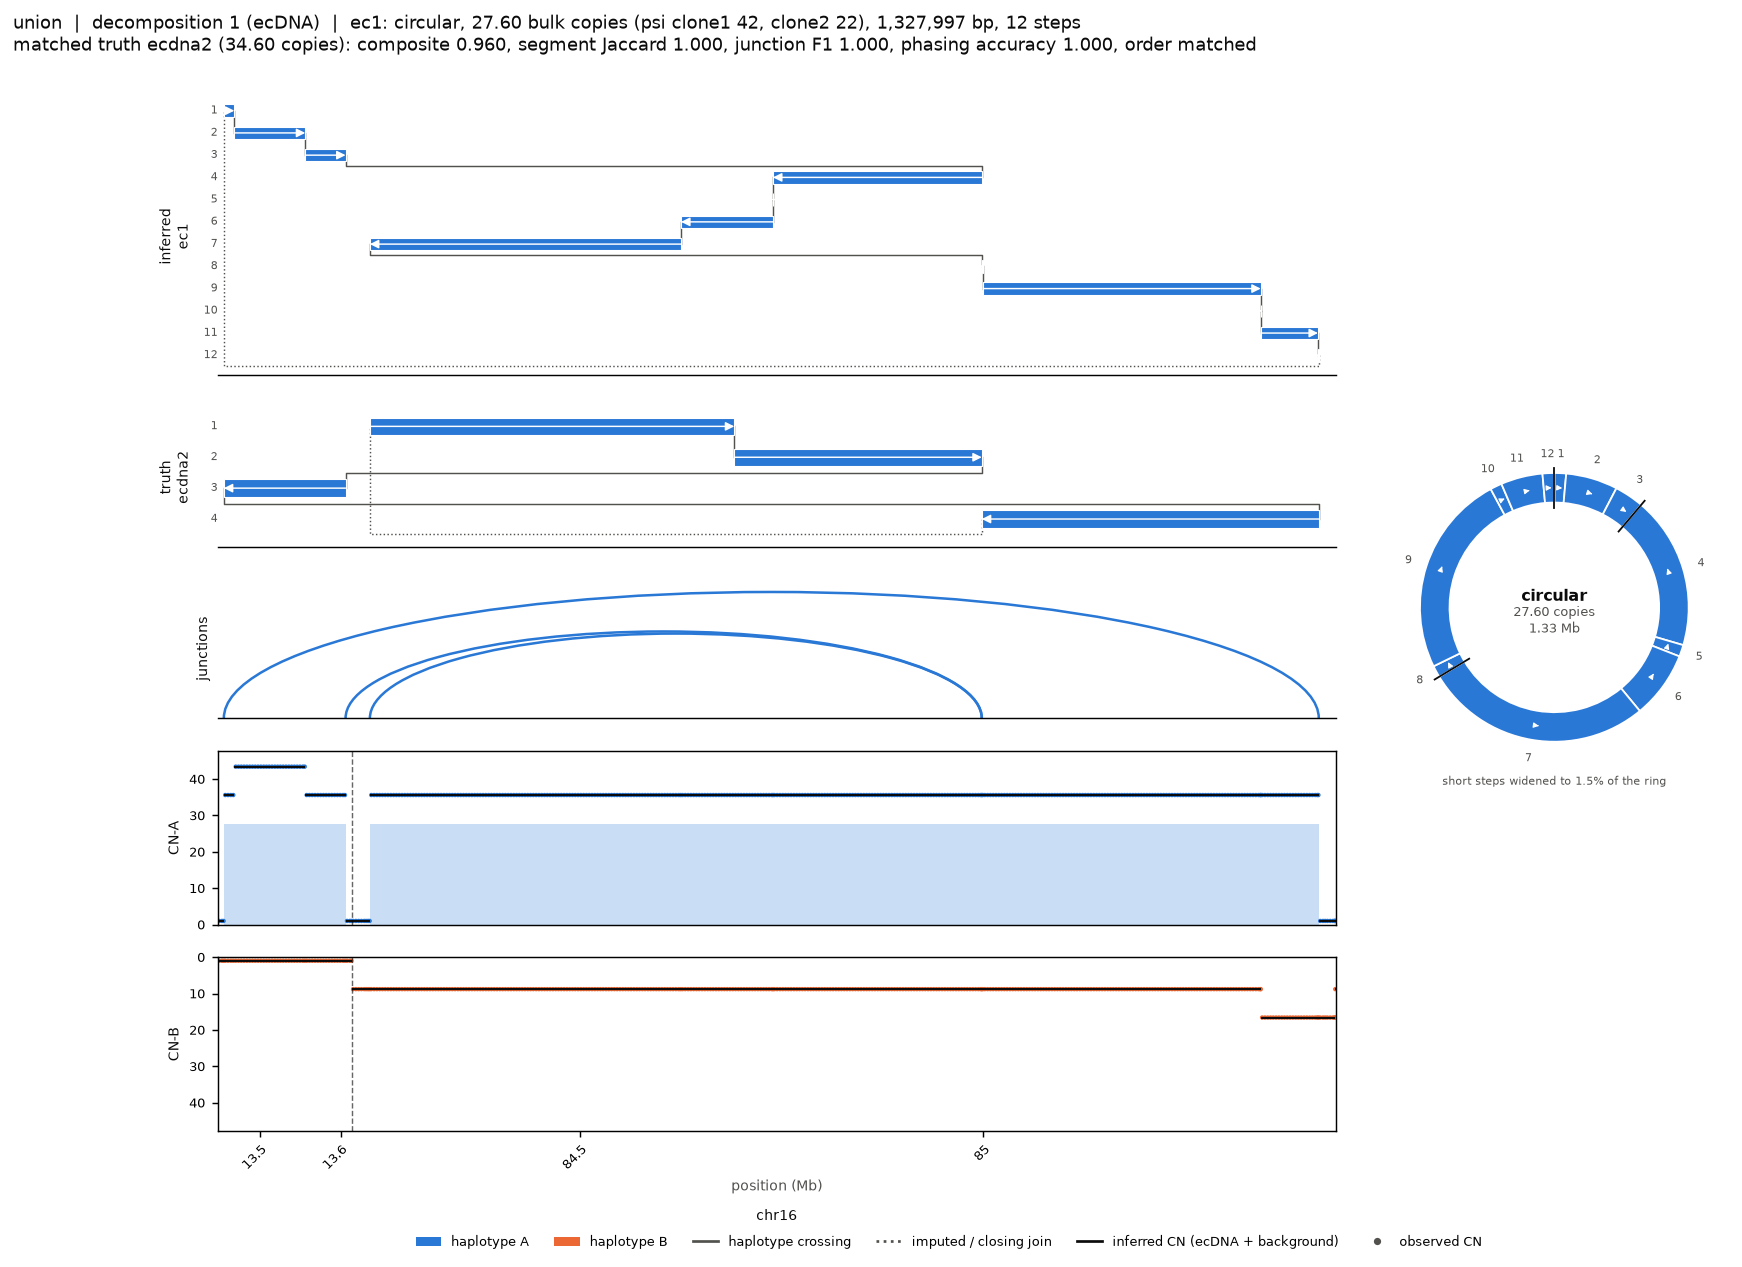 union  |  decomposition 1 (ecDNA)  |  ec1: circular, 27.60 bulk copies (psi clone1 42, clone2 22), 1,327,997 bp, 12 steps
matched truth ecdna2 (34.60 copies): composite 0.960, segment Jaccard 1.000, junction F1 1.000, phasing accuracy 1.000, order matched
inferred
ec1
1
2
3
4
5
6
7
8
9
10
11
12
truth
ecdna2
1
2
3
4
junctions
CN-A
40
30
20
10
0
CN-B
0
10
20
30
40
13.5
13.6
84.5
85
position (Mb)
chr16
12 1
2
3
4
5
6
7
8
9
10
11
circular
27.60 copies
1.33 Mb
short steps widened to 1.5% of the ring
haplotype A
haplotype B
haplotype crossing
imputed / closing join
inferred CN (ecDNA + background)
observed CN